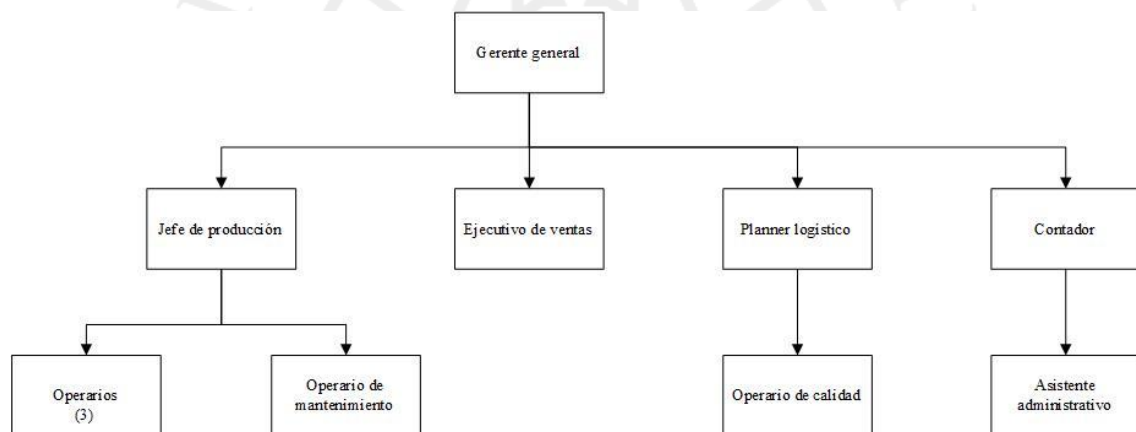 Gerente general
Jefe de producción
Ejecutivo de ventas
Planner logístico
Contador
Operarios
(3)
Operario de
mantenimiento
Operario de calidad
Asistente
administrativo